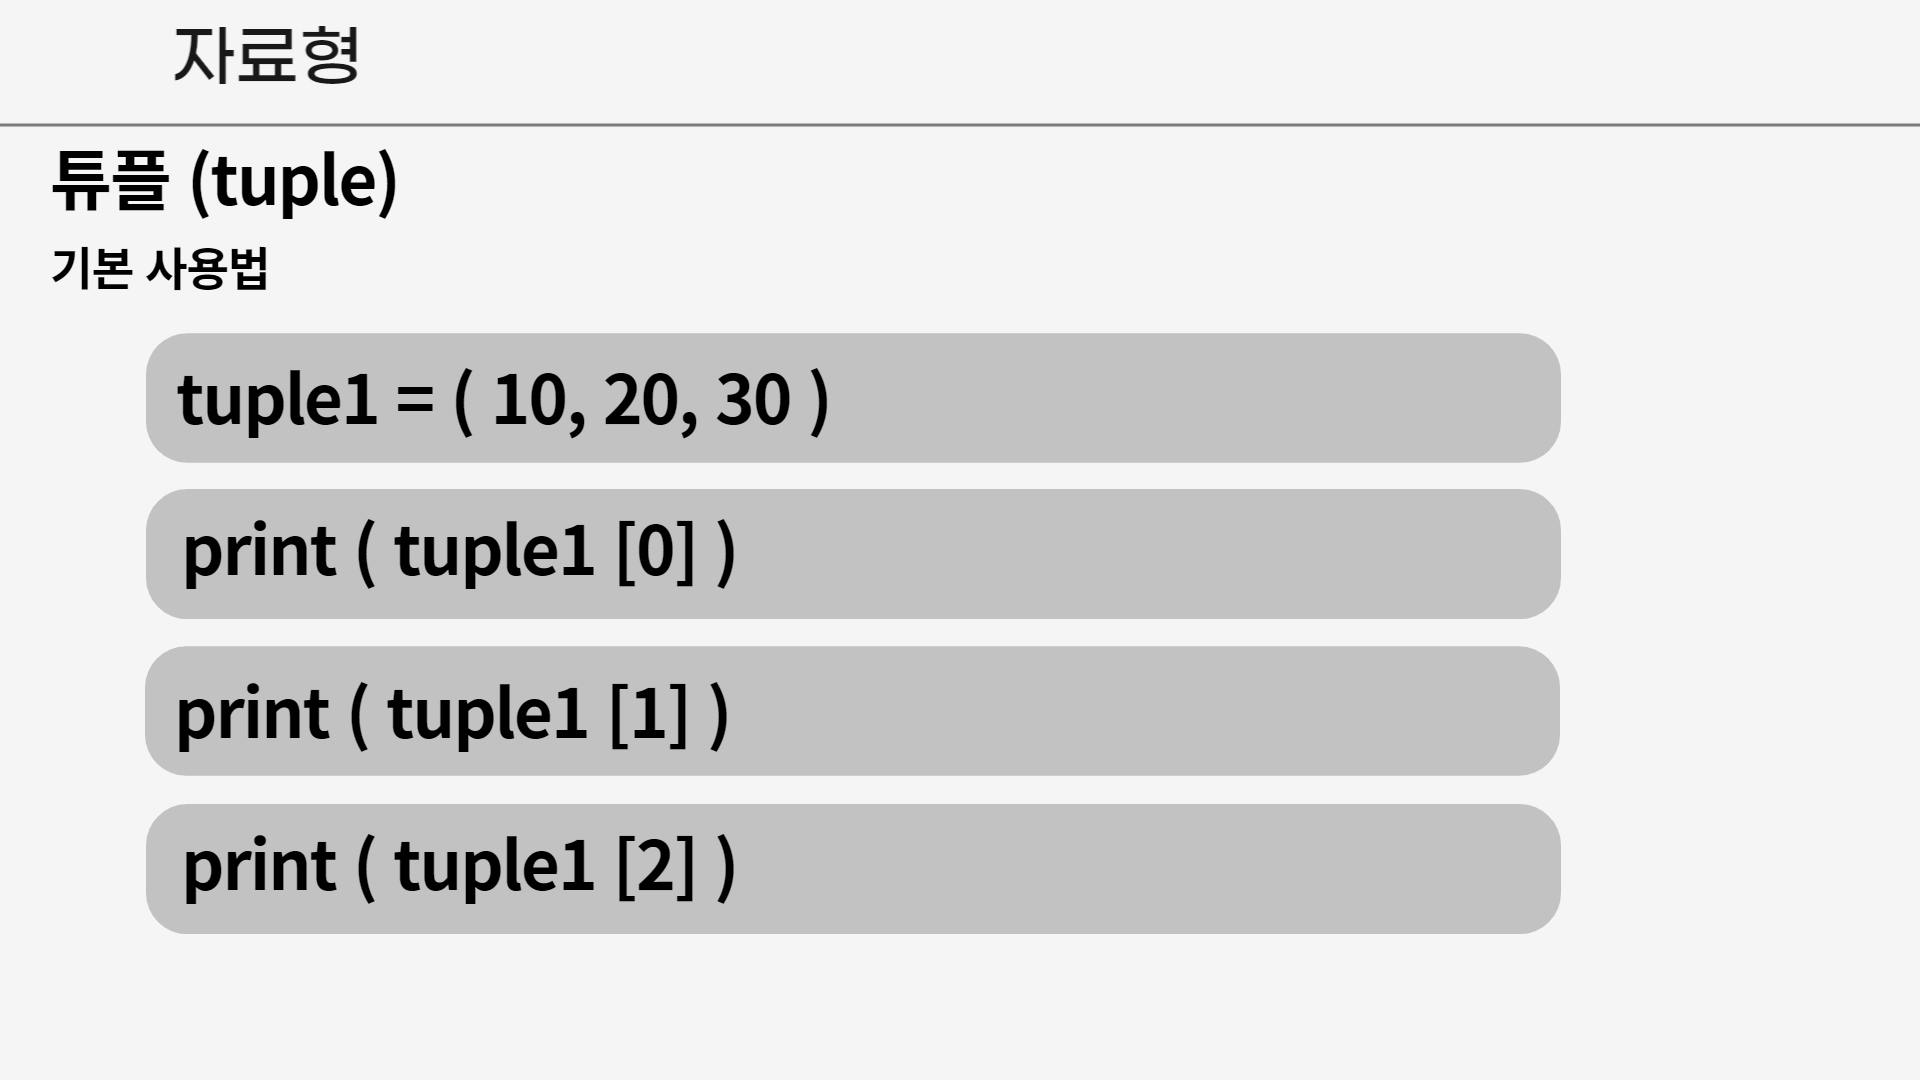 자료형
튜플 (tuple)
기본 사용법
tuple1 = ( 10, 20, 30 )
print ( tuple1 [0] )
print ( tuple1 [1] )
print ( tuple1 [2] )